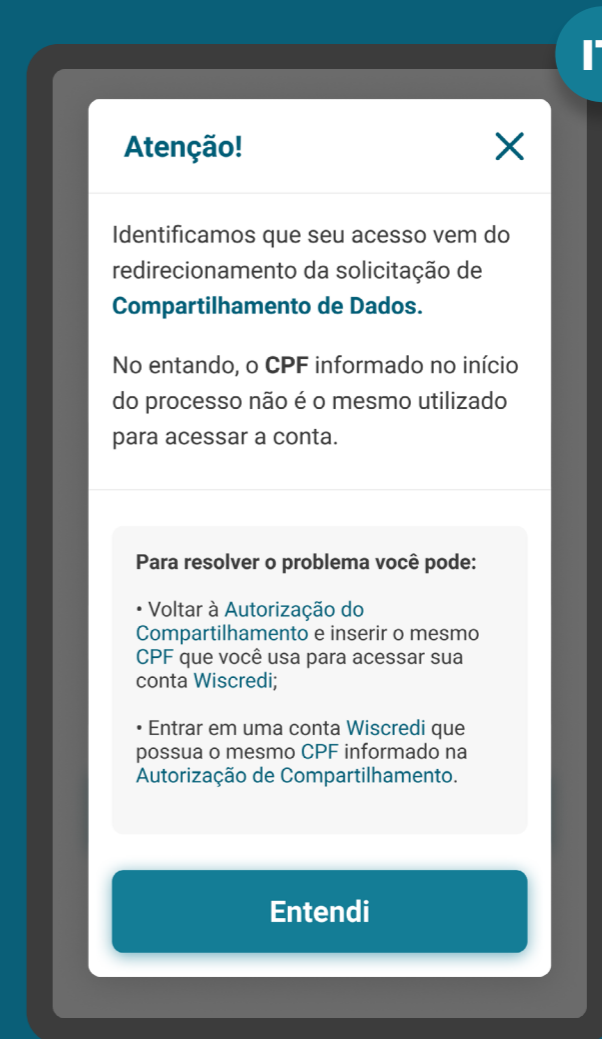 IT
Atenção!
Identificamos que seu acesso vem do
redirecionamento da solicitação de
Compartilhamento de Dados.
No entando, o CPF informado no início
do processo não é o mesmo utilizado
para acessar a conta.
Para resolver o problema você pode:
• Voltar à Autorização do
Compartilhamento e inserir o mesmo
CPF que você usa para acessar sua
conta Wiscredi;
• Entrar em uma conta Wiscredi que
possua o mesmo CPF informado na
Autorização de Compartilhamento.
Entendi